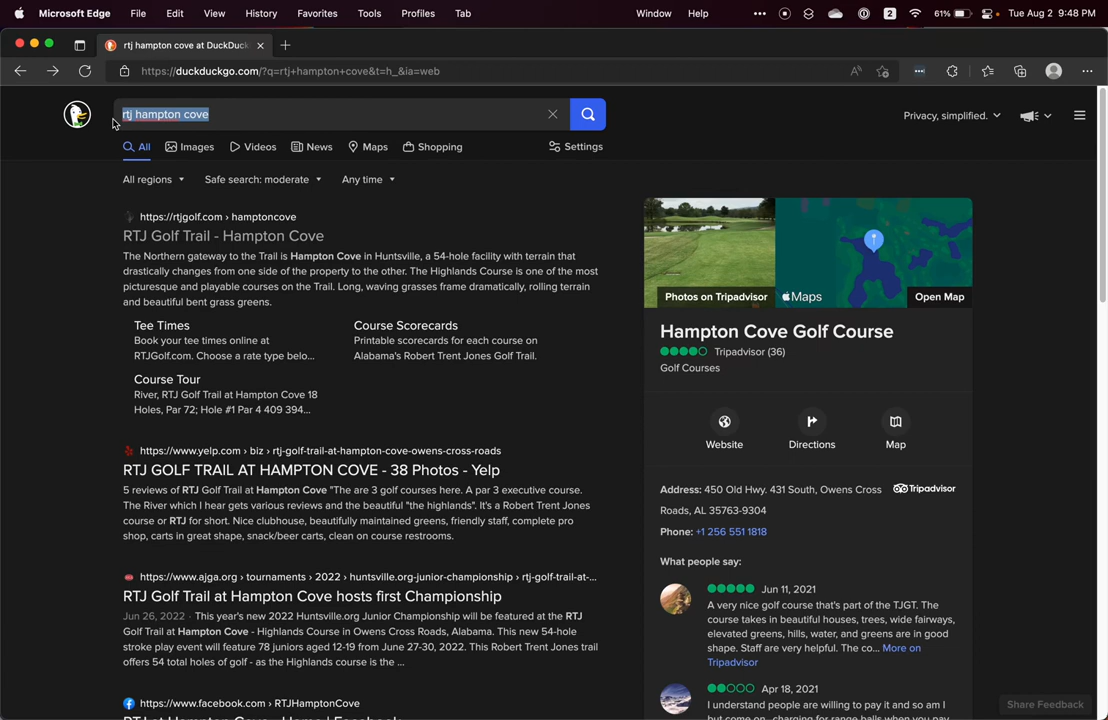 Microsoft Edge File Edit View History Favorites Tools Profiles Tab Window Help ••• 2 61% Tue Aug 2 9:48 PM
rtj hampton cove at DuckDuck
https://duckduckgo.com/?q=rtj+hampton+cove&t=h_&ia=web
rtj hampton cove
Privacy, simplified.
All Images Videos News Maps Shopping Settings
All regions Safe search: moderate Any time
https://rtjgolf.com › hamptoncove
RTJ Golf Trail - Hampton Cove
The Northern gateway to the Trail is Hampton Cove in Huntsville, a 54-hole facility with terrain that
drastically changes from one side of the property to the other. The Highlands Course is one of the most
picturesque and playable courses on the Trail. Long, waving grasses frame dramatically, rolling terrain
and beautiful bent grass greens.
Tee Times
Book your tee times online at
RTJGolf.com. Choose a rate type belo...
Course Scorecards
Printable scorecards for each course on
Alabama's Robert Trent Jones Golf Trail.
Course Tour
River, RTJ Golf Trail at Hampton Cove 18
Holes, Par 72; Hole #1 Par 4 409 394...
https://www.yelp.com › biz › rtj-golf-trail-at-hampton-cove-owens-cross-roads
RTJ GOLF TRAIL AT HAMPTON COVE - 38 Photos - Yelp
5 reviews of RTJ Golf Trail at Hampton Cove "The are 3 golf courses here. A par 3 executive course.
The River which I hear gets various reviews and the beautiful "the highlands". It's a Robert Trent Jones
course or RTJ for short. Nice clubhouse, beautifully maintained greens, friendly staff, complete pro
shop, carts in great shape, snack/beer carts, clean on course restrooms.
https://www.ajga.org › tournaments › 2022 › huntsville.org-junior-championship › rtj-golf-trail-at-...
RTJ Golf Trail at Hampton Cove hosts first Championship
Jun 26, 2022 · This year's new 2022 Huntsville.org Junior Championship will be featured at the RTJ
Golf Trail at Hampton Cove - Highlands Course in Owens Cross Roads, Alabama. This new 54-hole
stroke play event will feature 78 juniors aged 12-19 from June 27-30, 2022. This Robert Trent Jones trail
offers 54 total holes of golf - as the Highlands course is the ...
https://www.facebook.com › RTJHamptonCove
Photos on Tripadvisor
Maps
Open Map
Hampton Cove Golf Course
Tripadvisor (36)
Golf Courses
Website Directions Map
Address: 450 Old Hwy. 431 South, Owens Cross
Roads, AL 35763-9304
Tripadvisor
Phone: +1 256 551 1818
What people say:
Jun 11, 2021
A very nice golf course that's part of the TJGT. The
course takes in beautiful houses, trees, wide fairways,
elevated greens, hills, water, and greens are in good
shape. Staff are very helpful. The co... More on
Tripadvisor
Apr 18, 2021
I understand people are willing to pay it and so am I
Share Feedback